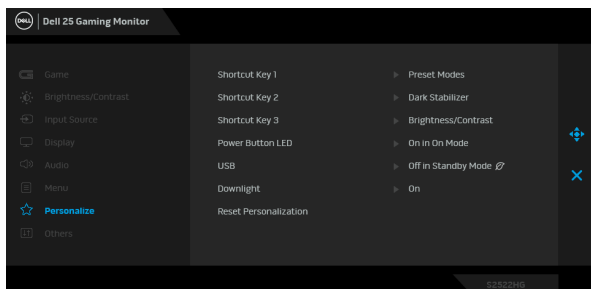 DELL
Dell 25 Gaming Monitor
Game
Brightness/Contrast
Input Source
Display
Audio
Menu
Personalize
Others
Shortcut Key 1 Preset Modes
Shortcut Key 2 Dark Stabilizer
Shortcut Key 3 Brightness/Contrast
Power Button LED On in On Mode
USB Off in Standby Mode
Downlight On
Reset Personalization
S2522HG